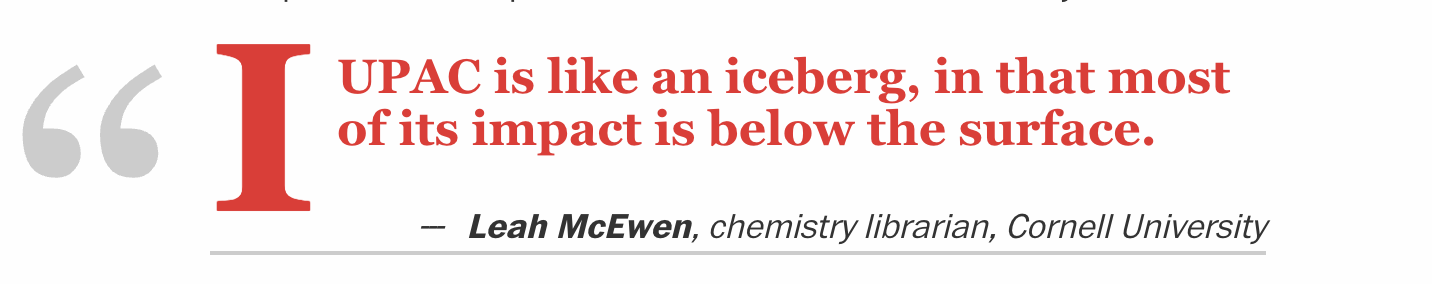 “IUPAC is like an iceberg, in that most
of its impact is below the surface.
— Leah McEwen, chemistry librarian, Cornell University